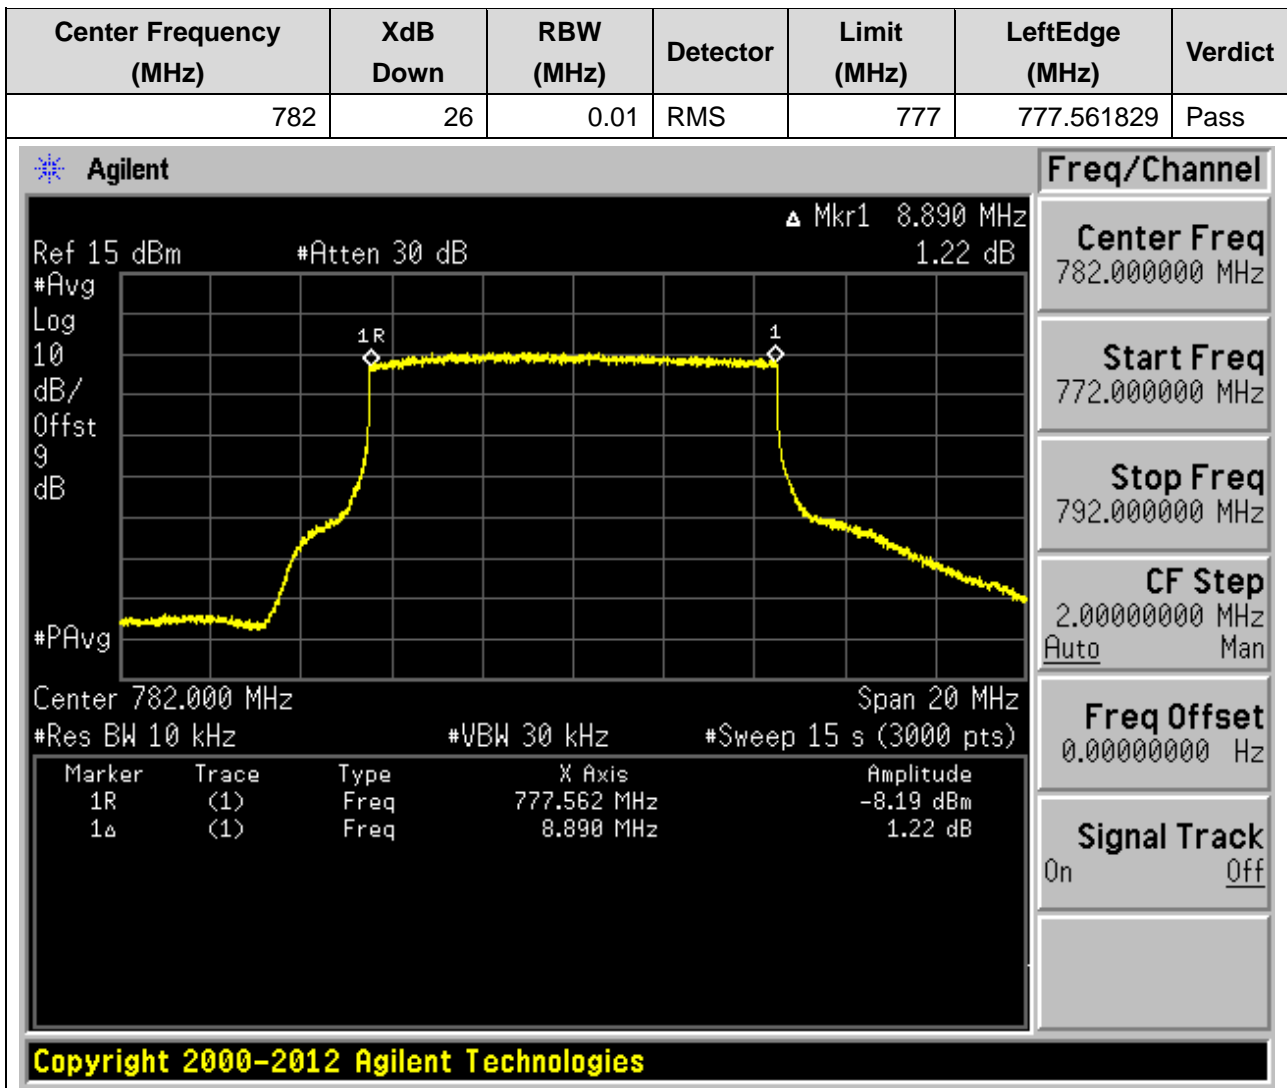 Center Frequency (MHz) XdB Down RBW (MHz) Detector Limit (MHz) LeftEdge (MHz) Verdict
782 26 0.01 RMS 777 777.561829 Pass
Agilent
Freq/Channel
Δ Mkr1 8.890 MHz
Ref 15 dBm #Atten 30 dB 1.22 dB
#Avg
Log
10
dB/
Offst
9
dB
#PAvg
1R
1
Center 782.000 MHz Span 20 MHz
#Res BW 10 kHz #VBW 30 kHz #Sweep 15 s (3000 pts)
Marker Trace Type X Axis Amplitude
1R (1) Freq 777.562 MHz -8.19 dBm
1Δ (1) Freq 8.890 MHz 1.22 dB
Center Freq
782.000000 MHz
Start Freq
772.000000 MHz
Stop Freq
792.000000 MHz
CF Step
2.00000000 MHz
Auto Man
Freq Offset
0.00000000 Hz
Signal Track
On Off
Copyright 2000-2012 Agilent Technologies